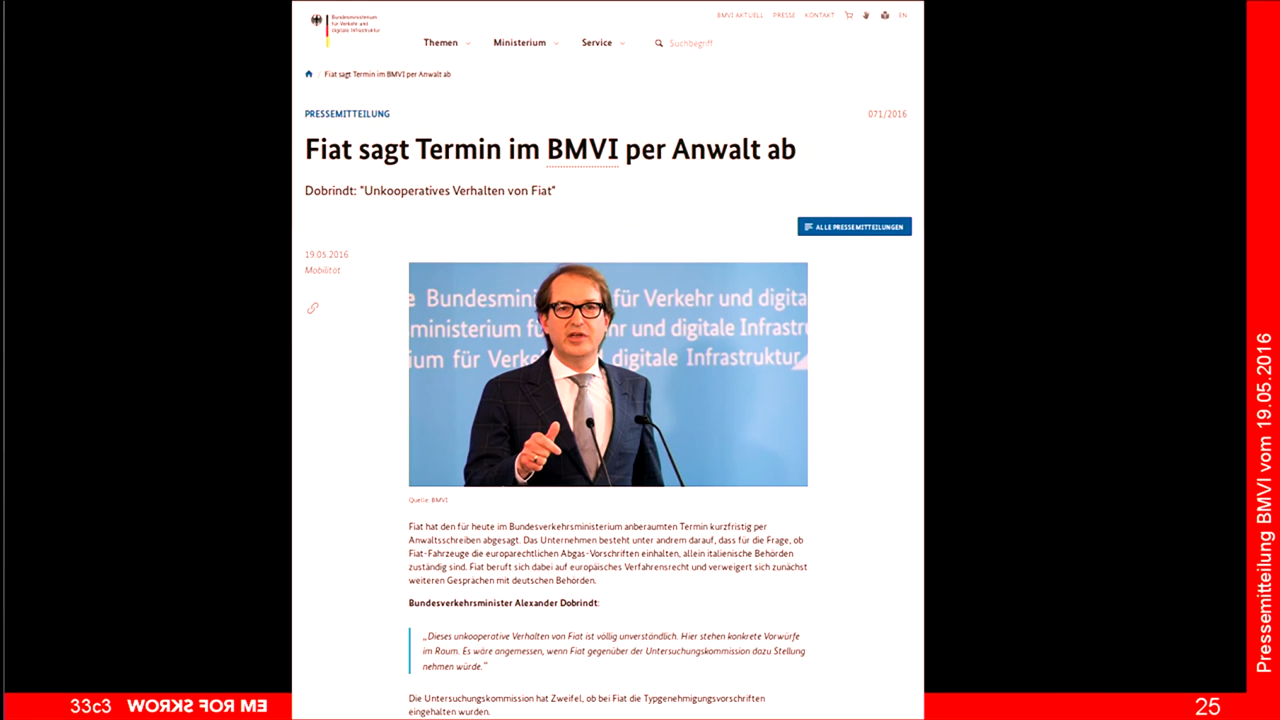 Bundesministerium
für Verkehr und
digitale Infrastruktur
BMVI AKTUELL PRESSE KONTAKT EN
Themen Ministerium Service Suchbegriff
/ Fiat sagt Termin im BMVI per Anwalt ab
PRESSEMITTEILUNG 071/2016
Fiat sagt Termin im BMVI per Anwalt ab
Dobrindt: "Unkooperatives Verhalten von Fiat"
ALLE PRESSEMITTEILUNGEN
19.05.2016
Mobilität
e Bundesmini für Verkehr und digita
ministerium fü hr und digitale Infrastru
ium für Verke digitale Infrastruktur
Quelle: BMVI
Fiat hat den für heute im Bundesverkehrsministerium anberaumten Termin kurzfristig per
Anwaltsschreiben abgesagt. Das Unternehmen besteht unter andrem darauf, dass für die Frage, ob
Fiat-Fahrzeuge die europarechtlichen Abgas-Vorschriften einhalten, allein italienische Behörden
zuständig sind. Fiat beruft sich dabei auf europäisches Verfahrensrecht und verweigert sich zunächst
weiteren Gesprächen mit deutschen Behörden.
Bundesverkehrsminister Alexander Dobrindt:
„Dieses unkooperative Verhalten von Fiat ist völlig unverständlich. Hier stehen konkrete Vorwürfe
im Raum. Es wäre angemessen, wenn Fiat gegenüber der Untersuchungskommission dazu Stellung
nehmen würde."
Die Untersuchungskommission hat Zweifel, ob bei Fiat die Typgenehmigungsvorschriften
eingehalten wurden.
Pressemitteilung BMVI vom 19.05.2016
33c3 WORKS FOR ME 25